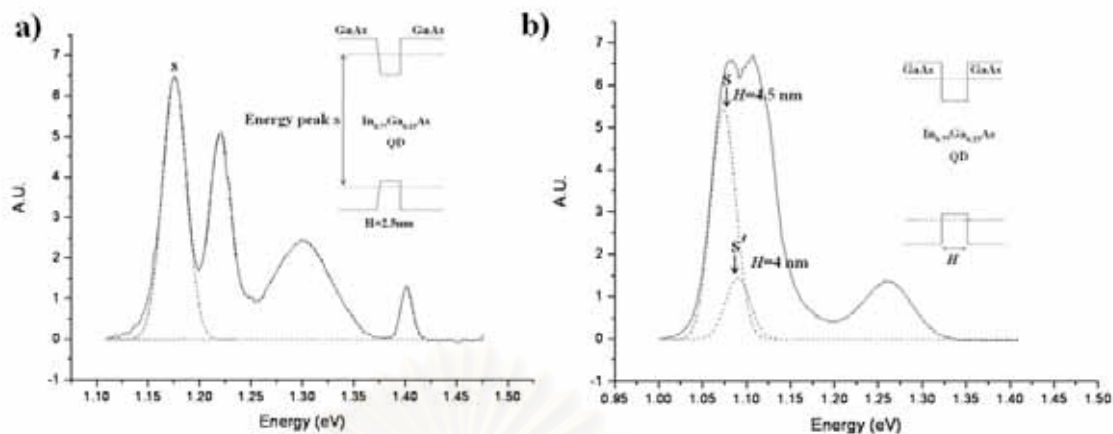 a)
GaAs GaAs
7
6
5
4
3
2
1
0
-1
A.U.
s
Energy peak s
QD
H=2.5nm
1.10 1.15 1.20 1.25 1.30 1.35 1.40 1.45 1.50
Energy (eV)
b)
7
6
5
4
3
2
1
0
-1
A.U.
S
H=4.5 nm
S'
H=4 nm
GaAs GaAs
QD
H
0.95 1.00 1.05 1.10 1.15 1.20 1.25 1.30 1.35 1.40 1.45 1.50
Energy (eV)